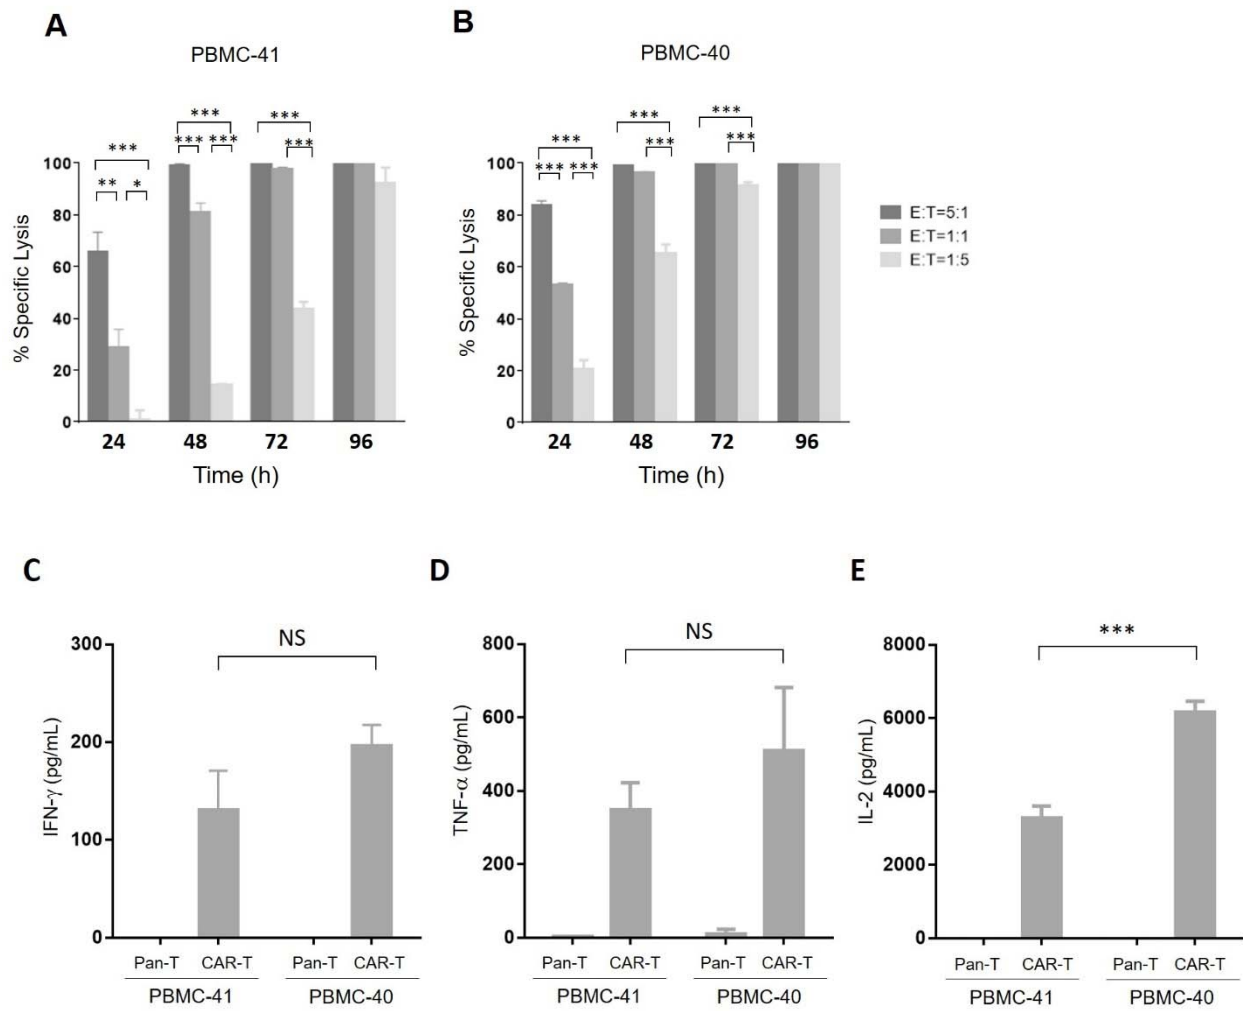 A
PBMC-41
*** *** ***
*** *** ***
** *
100
80
60
40
20
0
% Specific Lysis
24 48 72 96
Time (h)
B
PBMC-40
*** *** ***
*** *** *** ***
100
80
60
40
20
0
% Specific Lysis
24 48 72 96
Time (h)
E:T=5:1
E:T=1:1
E:T=1:5
C
NS
300
200
100
0
IFN-γ (pg/mL)
Pan-T CAR-T Pan-T CAR-T
PBMC-41 PBMC-40
D
NS
800
600
400
200
0
TNF-α (pg/mL)
Pan-T CAR-T Pan-T CAR-T
PBMC-41 PBMC-40
E
***
8000
6000
4000
2000
0
IL-2 (pg/mL)
Pan-T CAR-T Pan-T CAR-T
PBMC-41 PBMC-40